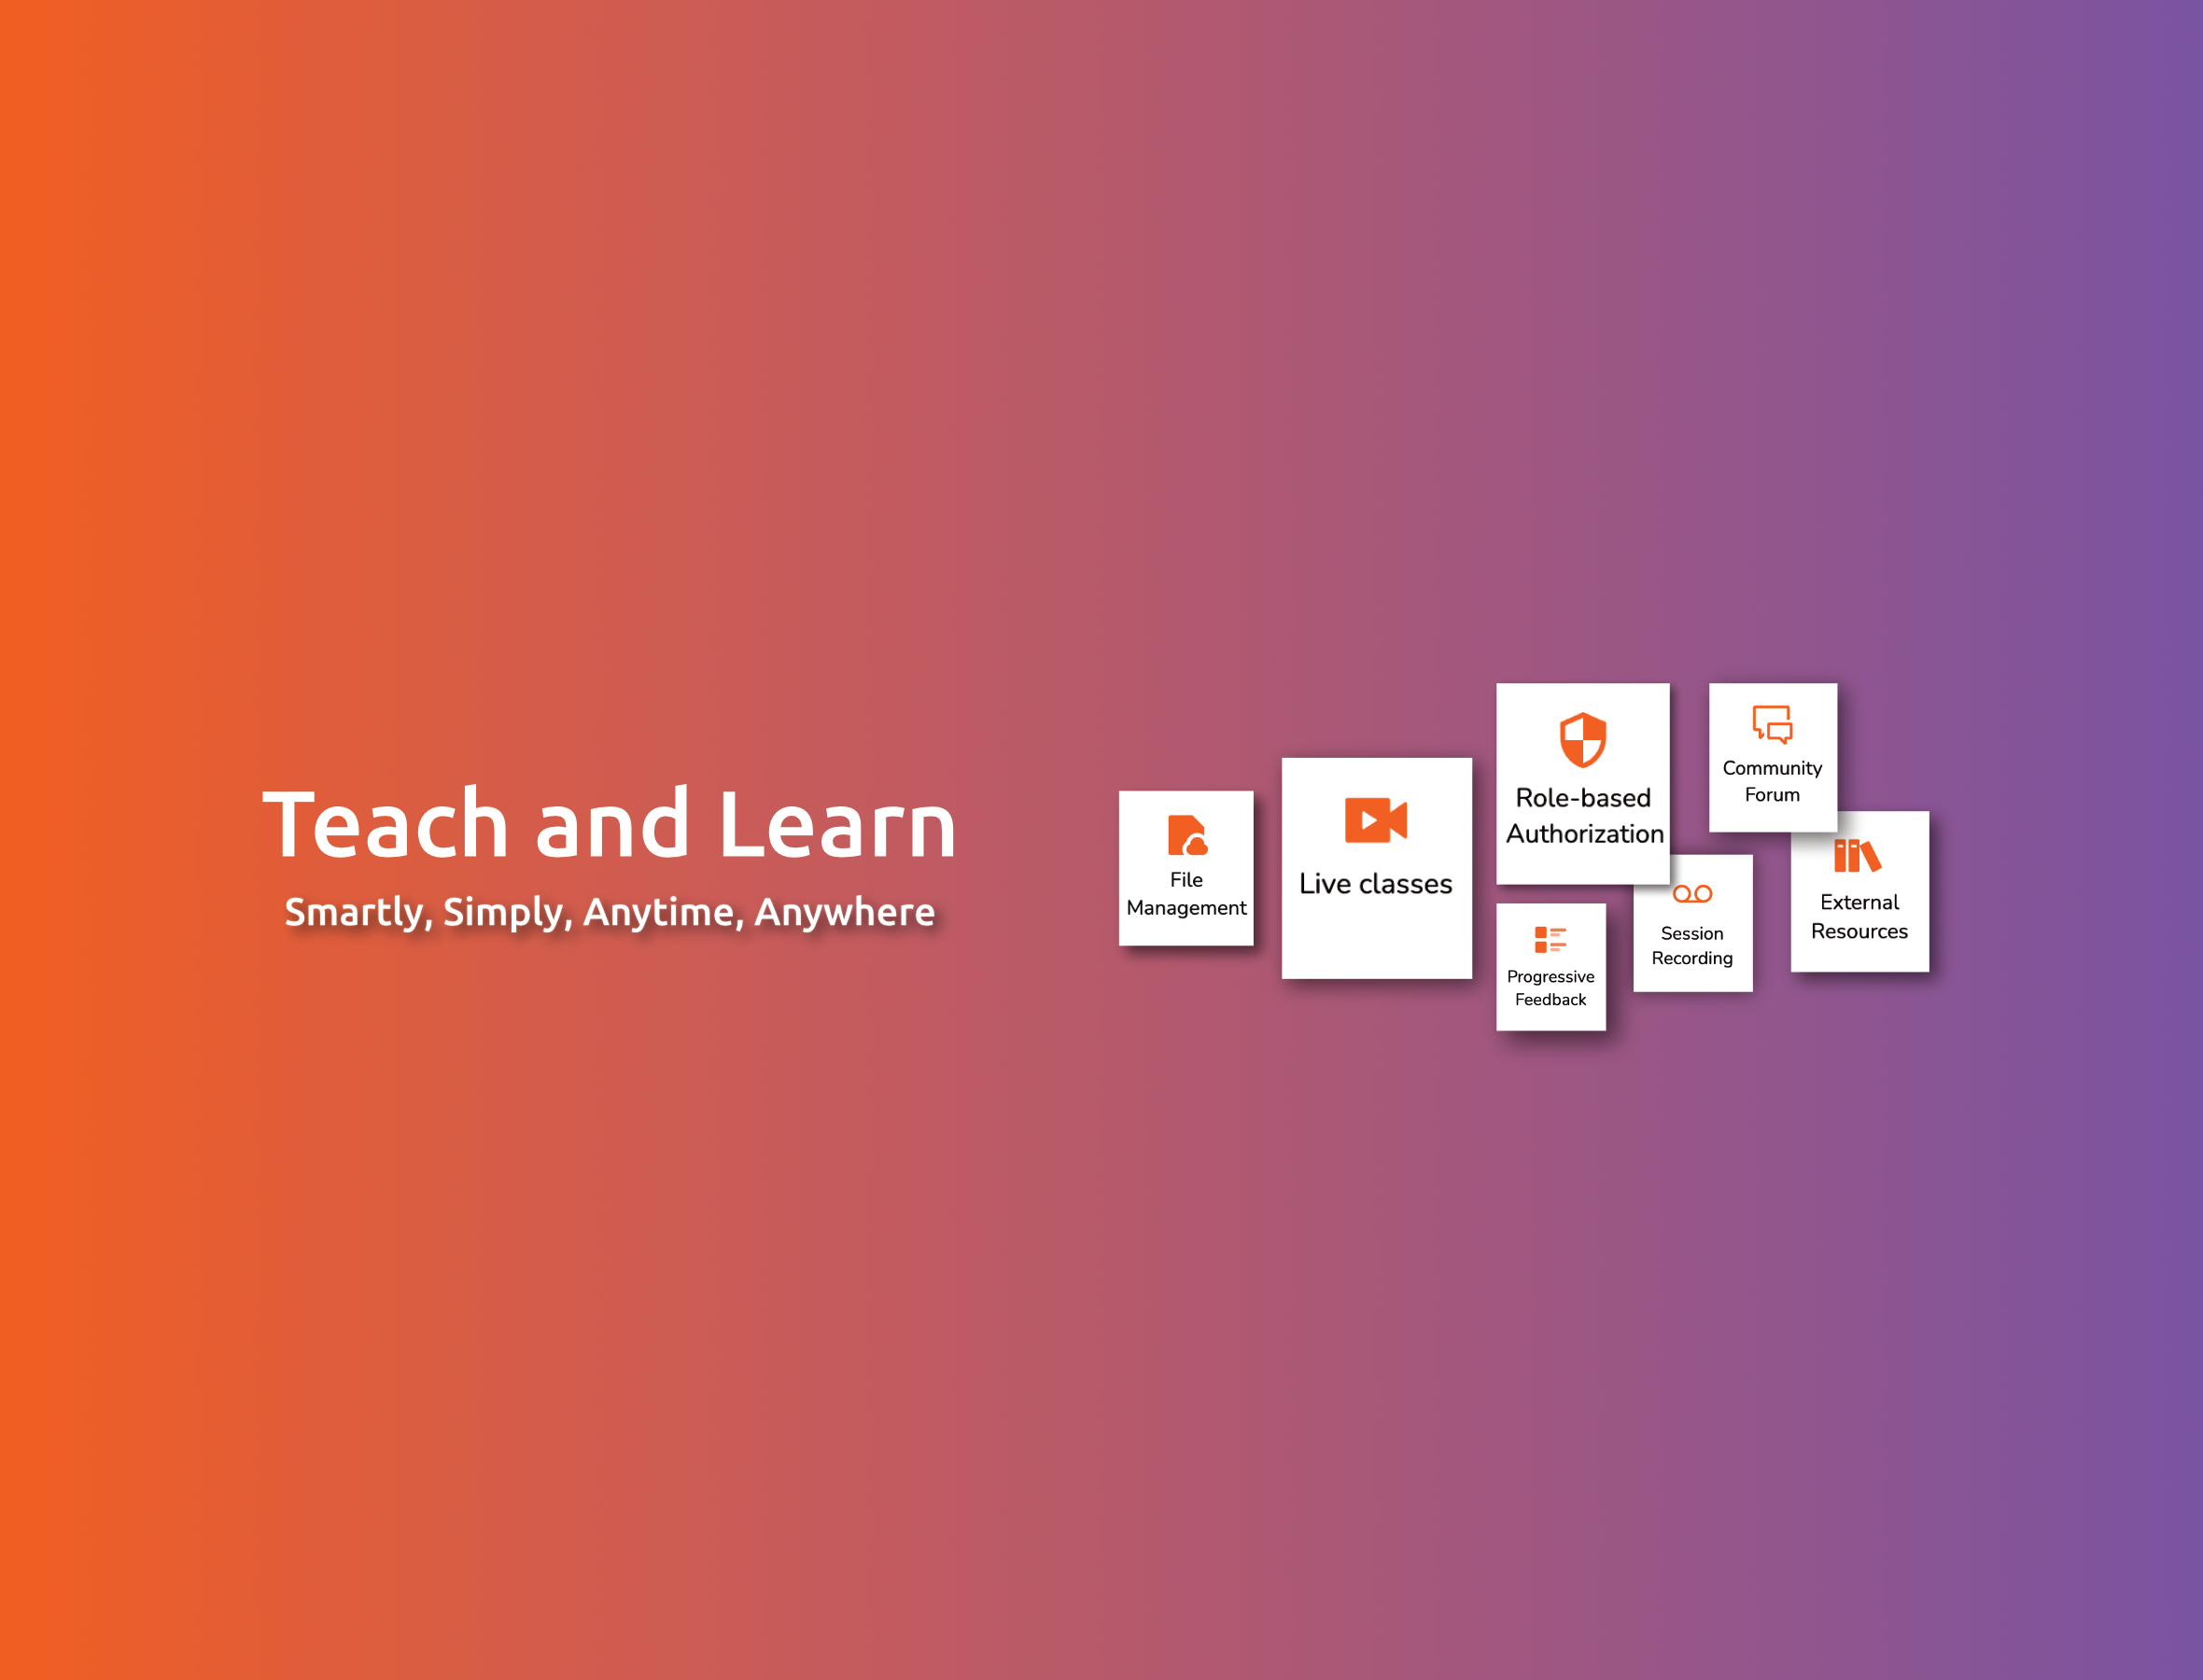 Teach and Learn
Smartly, Simply, Anytime, Anywhere
File
Management
Live classes
Role-based
Authorization
Community
Forum
Progressive
Feedback
Session
Recording
External
Resources